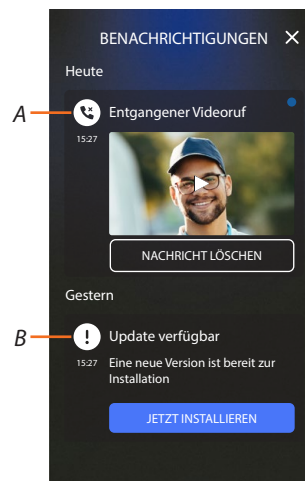 BENACHRICHTIGUNGEN
Heute
A
Entgangener Videoruf
15:27
NACHRICHT LÖSCHEN
Gestern
B
Update verfügbar
15:27 Eine neue Version ist bereit zur
Installation
JETZT INSTALLIEREN